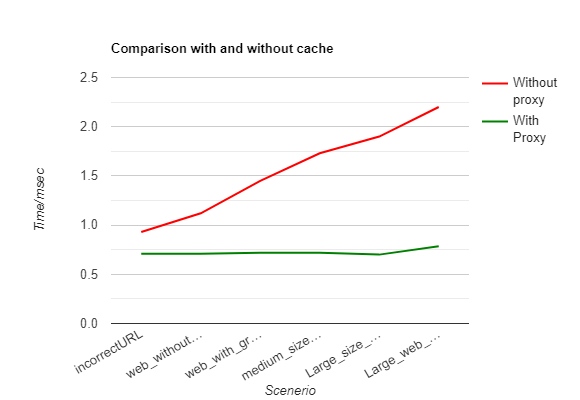 Comparison with and without cache
2.5
2.0
1.5
1.0
0.5
0.0
Time/msec
incorrectURL
web_without...
web_with_gr...
medium_size...
Large_size_...
Large_web_...
Scenerio
Without
proxy
With
Proxy